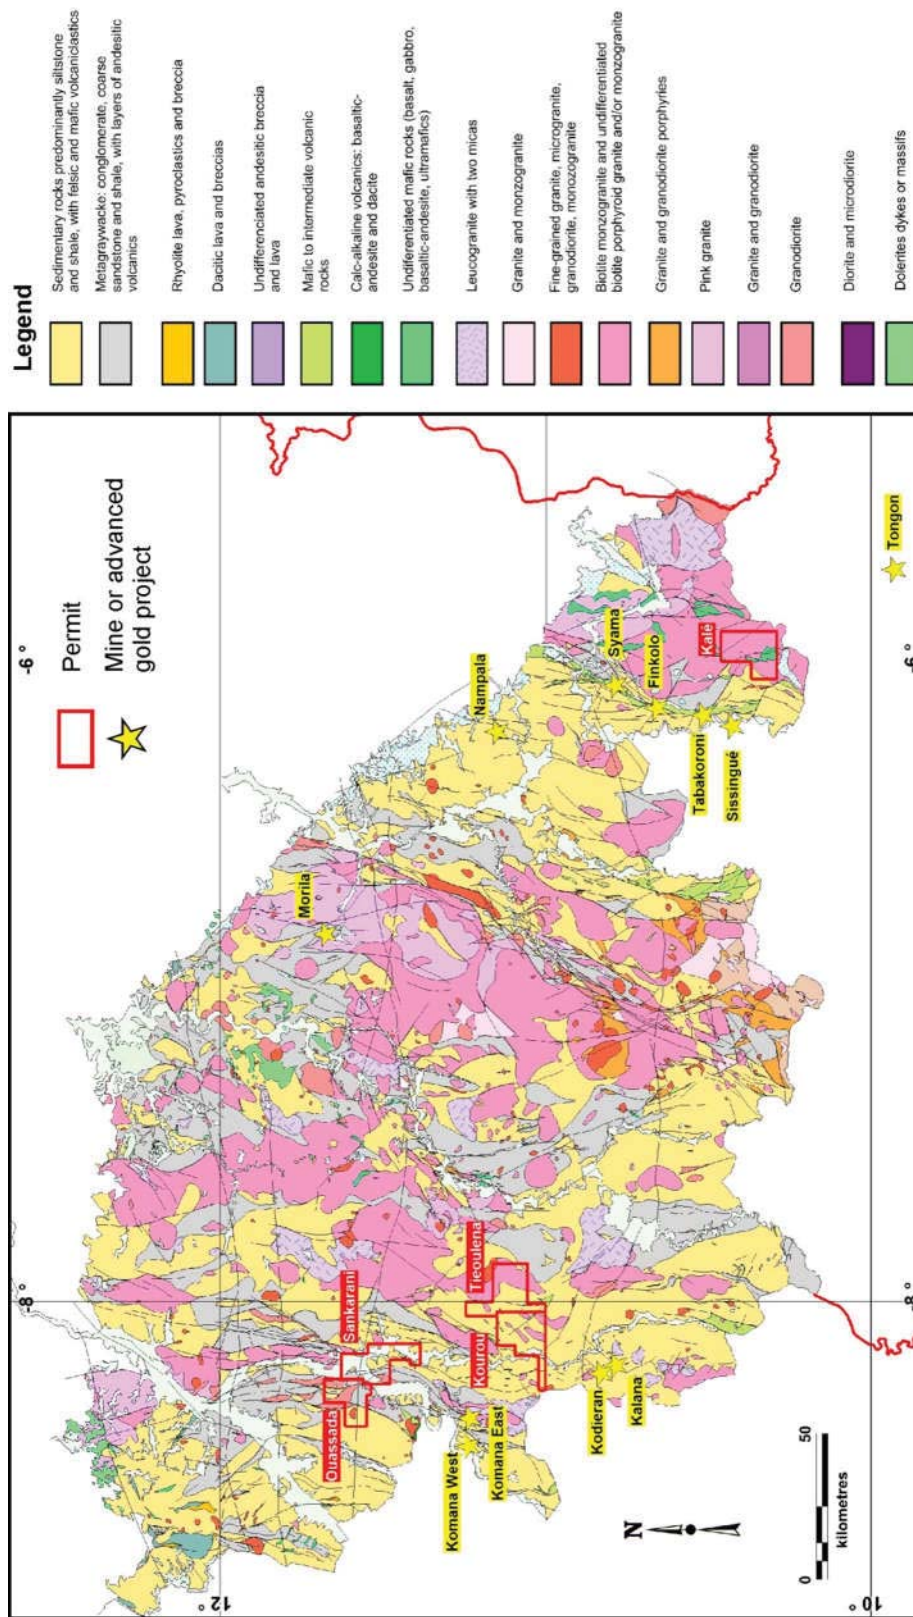 Legend
Sedimentary rocks predominantly siltstone
and shale, with felsic and mafic volcaniclastics
Metagraywacke: conglomerate, coarse
sandstone and shale, with layers of andesitic
volcanics
Rhyolite lava, pyroclastics and breccia
Dacitic lava and breccias
Undifferenciated andesitic breccia
and lava
Mafic to intermediate volcanic
rocks
Calc-alkaline volcanics: basaltic-
andesite and dacite
Undifferentiated mafic rocks (basalt, gabbro,
basaltic-andesite, ultramafics)
Leucogranite with two micas
Granite and monzogranite
Fine-grained granite, microgranite,
granodiorite, monozogranite
Biotite monzogranite and undifferentiated
biotite porphyroid granite and/or monzogranite
Granite and granodiorite porphyries
Pink granite
Granite and granodiorite
Granodiorite
Diorite and microdiorite
Dolerites dykes or massifs
Permit
Mine or advanced
gold project
-8°
-6°
12°
10°
Ouassada
Sankarani
Morila
Nampala
Komana West
Komana East
Kourou
Tieoulena
Syama
Finkolo
Kodieran
Kalana
Tabakoroni
Sissingué
Kalé
Tongon
N
0
50
kilometres
-8°
-6°